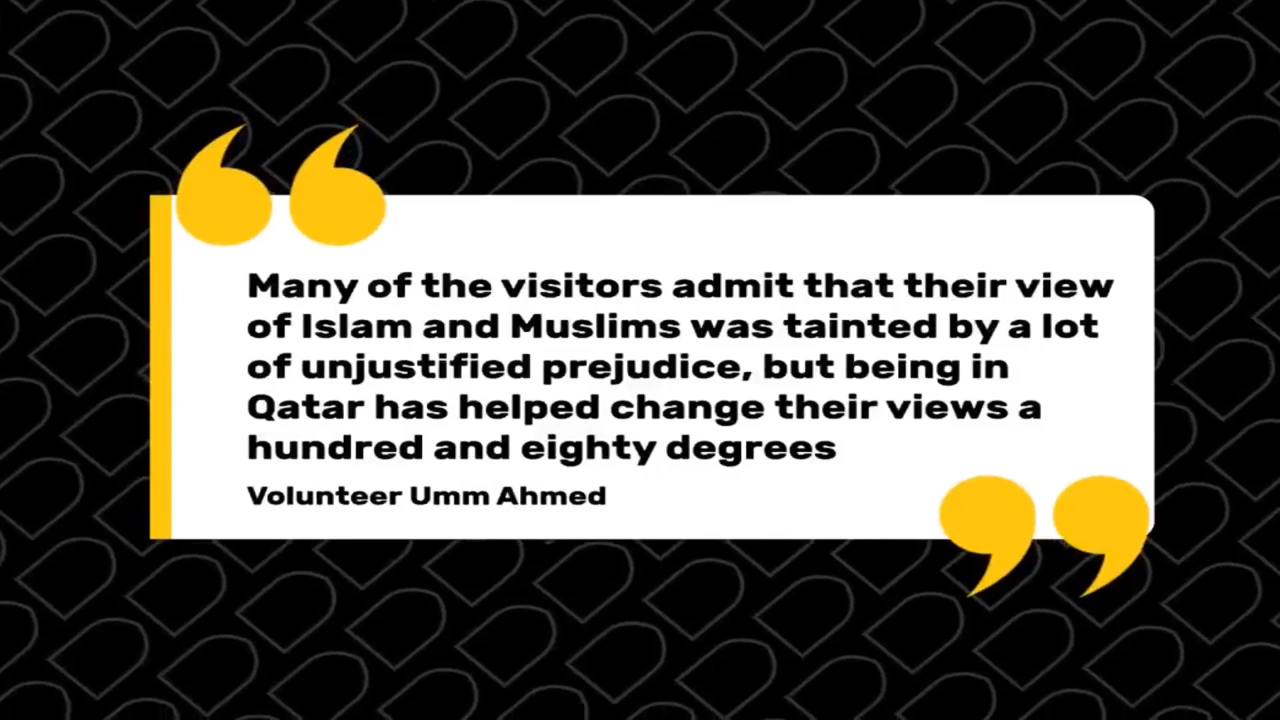 Many of the visitors admit that their view
of Islam and Muslims was tainted by a lot
of unjustified prejudice, but being in
Qatar has helped change their views a
hundred and eighty degrees
Volunteer Umm Ahmed